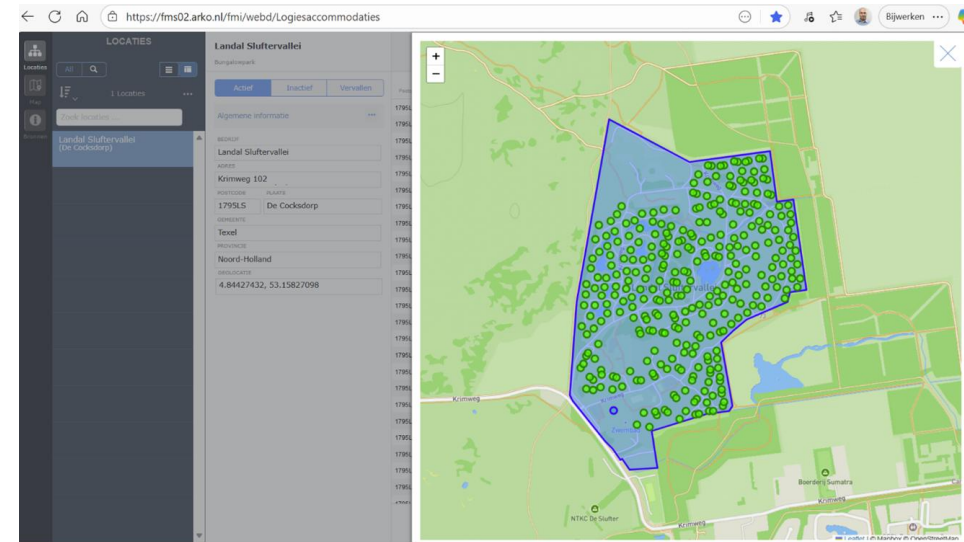 https://fms02.arko.nl/fmi/webd/Logiesaccommodaties
Bijwerken
LOCATIES
Locaties
Map
All
1 Locaties
Zoek locaties ...
Landal Sluftervallei
(De Cocksdorp)
Landal Sluftervallei
Bungalowpark
Actief
Inactief
Vervallen
Algemene informatie
BEDRIJF
Landal Sluftervallei
ADRES
Krimweg 102
POSTCODE
PLAATS
1795LS
De Cocksdorp
GEMEENTE
Texel
PROVINCIE
Noord-Holland
GEOLOCATIE
4.84427432, 53.15827098
+
−
Krimweg
Boerderij Sumatra
Krimweg
NTKC De Slufter
Krimweg
Leaflet | © Mapbox © OpenStreetMap